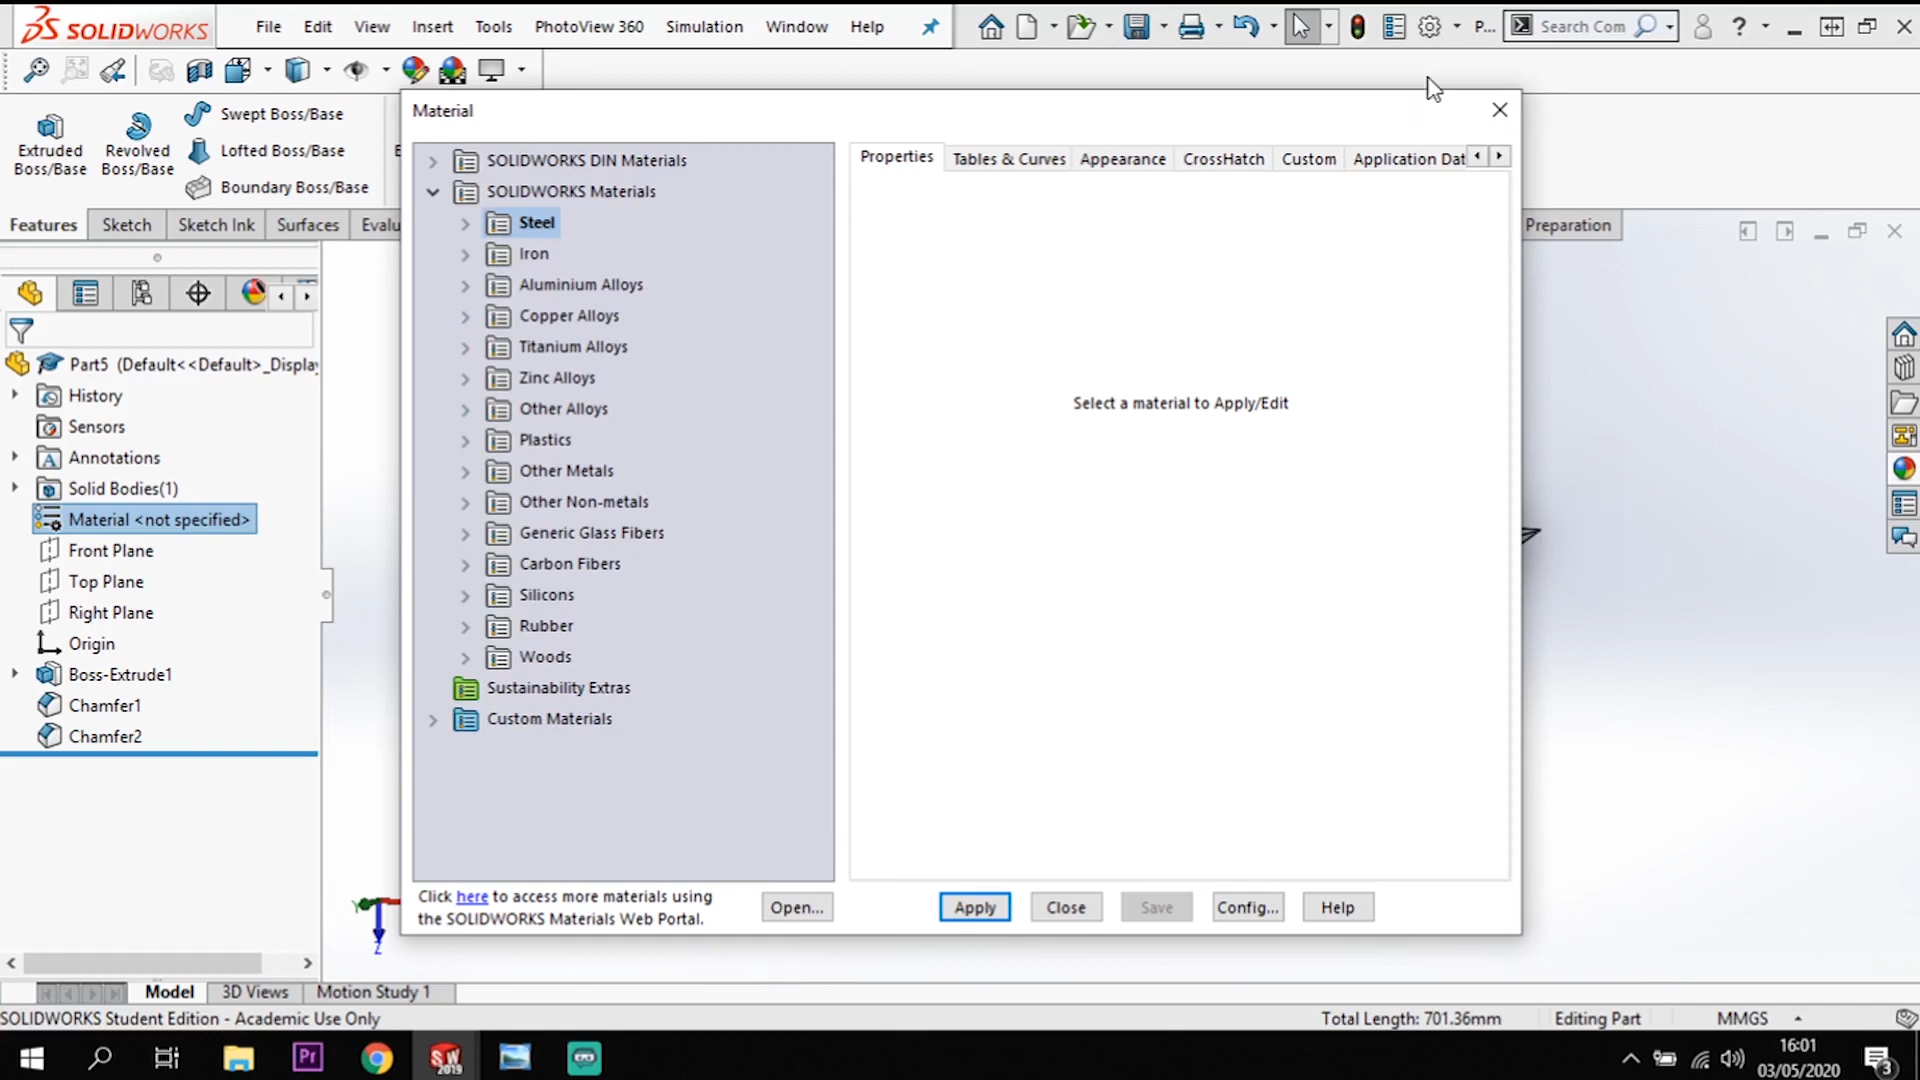 SOLIDWORKS File Edit View Insert Tools PhotoView 360 Simulation Window Help P... Search Com
Swept Boss/Base
Extruded Boss/Base
Revolved Boss/Base
Lofted Boss/Base
Boundary Boss/Base
Features Sketch Sketch Ink Surfaces Evalu Preparation
Part5 (Default<<Default>_Display
History
Sensors
Annotations
Solid Bodies(1)
Material <not specified>
Front Plane
Top Plane
Right Plane
Origin
Boss-Extrude1
Chamfer1
Chamfer2
Material
SOLIDWORKS DIN Materials
SOLIDWORKS Materials
Steel
Iron
Aluminium Alloys
Copper Alloys
Titanium Alloys
Zinc Alloys
Other Alloys
Plastics
Other Metals
Other Non-metals
Generic Glass Fibers
Carbon Fibers
Silicons
Rubber
Woods
Sustainability Extras
Custom Materials
Click here to access more materials using
the SOLIDWORKS Materials Web Portal.
Open...
Properties Tables & Curves Appearance CrossHatch Custom Application Dat
Select a material to Apply/Edit
Apply Close Save Config... Help
Y
Z
Model 3D Views Motion Study 1
SOLIDWORKS Student Edition - Academic Use Only Total Length: 701.36mm Editing Part MMGS
Pr
SW
2019
16:01
03/05/2020
3